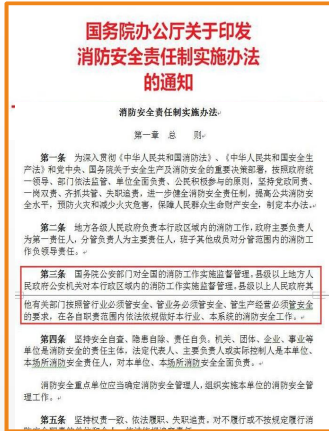 国务院办公厅关于印发
消防安全责任制实施办法
的通知
消防安全责任制实施办法
第一章 总 则
第一条 为深入贯彻《中华人民共和国消防法》、《中华人民共和国安全生
产法》和党中央、国务院关于安全生产及消防安全的重要决策部署，按照政府统
一领导、部门依法监管、单位全面负责、公民积极参与的原则，坚持党政同责、
一岗双责、齐抓共管、失职追责，进一步健全消防安全责任制，提高公共消防安
全水平，预防火灾和减少火灾危害，保障人民群众生命财产安全，制定本办法。
第二条 地方各级人民政府负责本行政区域内的消防工作，政府主要负责人
为第一责任人，分管负责人为主要责任人，班子其他成员对分管范围内的消防工
作负领导责任。
第三条 国务院公安部门对全国的消防工作实施监督管理，县级以上地方人
民政府公安机关对本行政区域内的消防工作实施监督管理。县级以上人民政府其
他有关部门按照管行业必须管安全、管业务必须管安全、管生产经营必须管安全
的要求，在各自职责范围内依法依规做好本行业、本系统的消防安全工作。
第四条 坚持安全自查、隐患自除、责任自负。机关、团体、企业、事业等
单位是消防安全的责任主体，法定代表人、主要负责人或实际控制人是本单位、
本场所消防安全责任人，对本单位、本场所消防安全全面负责。
消防安全重点单位应当确定消防安全管理人，组织实施本单位的消防安全管
理工作。
第五条 坚持权责一致、依法履职、失职追责。对不履行或不按规定履行消